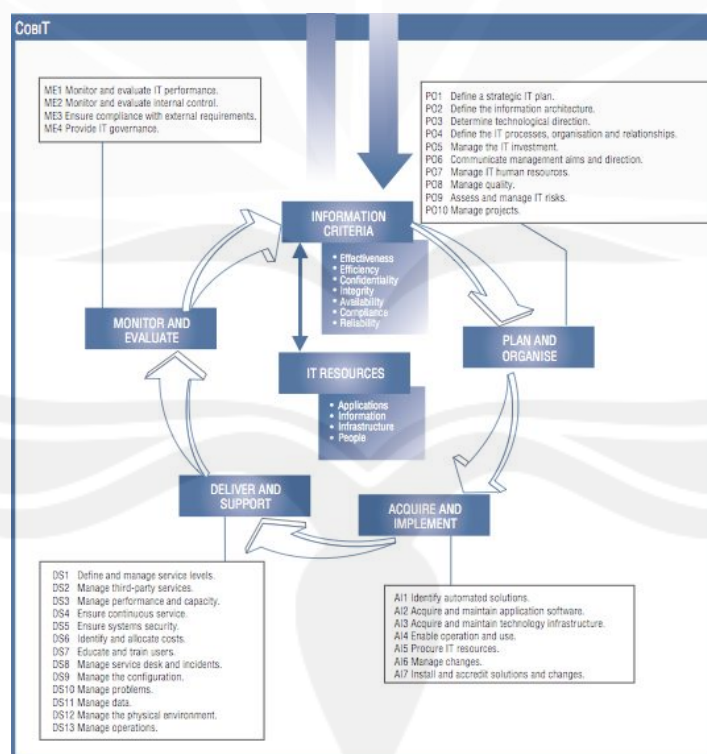 COBIT
ME1 Monitor and evaluate IT performance.
ME2 Monitor and evaluate internal control.
ME3 Ensure compliance with external requirements.
ME4 Provide IT governance.
PO1 Define a strategic IT plan.
PO2 Define the information architecture.
PO3 Determine technological direction.
PO4 Define the IT processes, organisation and relationships.
PO5 Manage the IT investment.
PO6 Communicate management aims and direction.
PO7 Manage IT human resources.
PO8 Manage quality.
PO9 Assess and manage IT risks.
PO10 Manage projects.
INFORMATION
CRITERIA
• Effectiveness
• Efficiency
• Confidentiality
• Integrity
• Availability
• Compliance
• Reliability
MONITOR AND
EVALUATE
PLAN AND
ORGANISE
IT RESOURCES
• Applications
• Information
• Infrastructure
• People
DELIVER AND
SUPPORT
ACQUIRE AND
IMPLEMENT
DS1 Define and manage service levels.
DS2 Manage third-party services.
DS3 Manage performance and capacity.
DS4 Ensure continuous service.
DS5 Ensure systems security.
DS6 Identify and allocate costs.
DS7 Educate and train users.
DS8 Manage service desk and incidents.
DS9 Manage the configuration.
DS10 Manage problems.
DS11 Manage data.
DS12 Manage the physical environment.
DS13 Manage operations.
AI1 Identify automated solutions.
AI2 Acquire and maintain application software.
AI3 Acquire and maintain technology infrastructure.
AI4 Enable operation and use.
AI5 Procure IT resources.
AI6 Manage changes.
AI7 Install and accredit solutions and changes.